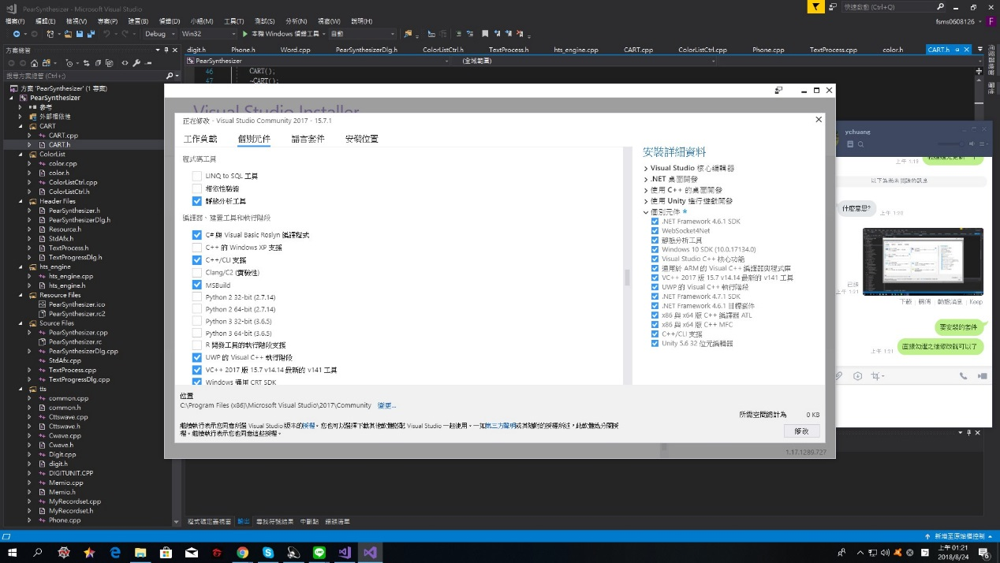 PearSynthesizer - Microsoft Visual Studio
快速啟動 (Ctrl+Q)
檔案(F) 編輯(E) 檢視(V) 專案(P) 建置(B) 偵錯(D) 小組(M) 工具(T) 測試(S) 分析(N) 視窗(W) 說明(H)
fsms0608126 F
Debug Win32 本機 Windows 偵錯工具 自動
方案總管
digit.h Phone.h Word.cpp PearSynthesizerDlg.h ColorListCtrl.h TextProcess.h hts_engine.cpp CART.cpp ColorListCtrl.cpp Phone.cpp TextProcess.cpp color.h CART.h
PearSynthesizer (全域範圍)
搜尋方案總管 (Ctrl+;)
46 CART();
47 ~CART();
方案 'PearSynthesizer' (1 專案)
PearSynthesizer
參考
外部相依性
CART
CART.cpp
CART.h
ColorList
color.cpp
color.h
ColorListCtrl.cpp
ColorListCtrl.h
Header Files
PearSynthesizer.h
PearSynthesizerDlg.h
Resource.h
StdAfx.h
TextProcess.h
TextProgressDlg.h
hts_engine
hts_engine.cpp
hts_engine.h
Resource Files
PearSynthesizer.ico
PearSynthesizer.rc2
Source Files
PearSynthesizer.cpp
PearSynthesizer.rc
PearSynthesizerDlg.cpp
StdAfx.cpp
TextProcess.cpp
TextProgressDlg.cpp
tts
common.cpp
common.h
Cttswave.cpp
Cttswave.h
Cwave.cpp
Cwave.h
Digit.cpp
digit.h
DIGITUNIT.CPP
Memio.cpp
Memio.h
MyRecordset.cpp
MyRecordset.h
Phone.cpp
Visual Studio Installer
正在修改 - Visual Studio Community 2017 - 15.7.1
工作負載 個別元件 語言套件 安裝位置
程式碼工具
LINQ to SQL 工具
相依性驗證
靜態分析工具
編譯器、建置工具和執行階段
C# 與 Visual Basic Roslyn 編譯程式
C++ 的 Windows XP 支援
C++/CLI 支援
Clang/C2 (實驗性)
MSBuild
Python 2 32-bit (2.7.14)
Python 2 64-bit (2.7.14)
Python 3 32-bit (3.6.5)
Python 3 64-bit (3.6.5)
R 開發工具的執行階段支援
UWP 的 Visual C++ 執行階段
VC++ 2017 版 15.7 v14.14 最新的 v141 工具
Windows 通用 CRT SDK
安裝詳細資料
Visual Studio 核心編輯器
.NET 桌面開發
使用 C++ 的桌面開發
使用 Unity 進行遊戲開發
個別元件 *
.NET Framework 4.6.1 SDK
WebSocket4Net
靜態分析工具
Windows 10 SDK (10.0.17134.0)
Visual Studio C++ 核心功能
適用於 ARM 的 Visual C++ 編譯器與程式庫
VC++ 2017 版 15.7 v14.14 最新的 v141 工具
UWP 的 Visual C++ 執行階段
.NET Framework 4.7.1 SDK
.NET Framework 4.6.1 目標套件
x86 與 x64 版 C++ 編譯器 ATL
x86 與 x64 版 C++ MFC
C++/CLI 支援
Unity 5.6 32 位元編輯器
位置
C:\Program Files (x86)\Microsoft Visual Studio\2017\Community 變更...
繼續執行表示您同意所選 Visual Studio 版本的授權。您也可以選擇下載其他軟體搭配 Visual Studio 一起使用。一如第三方聲明或其隨附的授權所述，此軟體為分開授
權。繼續執行表示您也同意這些授權。
所需空間總計為 0 KB
修改
1.17.1289.727
ychuang
上午 1:18
以下為尚未閱讀的訊息
什麼意思?
上午 1:20
已讀
上午 1:21
下載 | 轉傳 | 動態消息 | Keep
要安裝的套件
上午 1:21
直接勾選之後修改就可以了
輸出 尋找符號結果 中斷點 錯誤清單
新增至原始檔控制
上午 01:21
2018/8/24
6